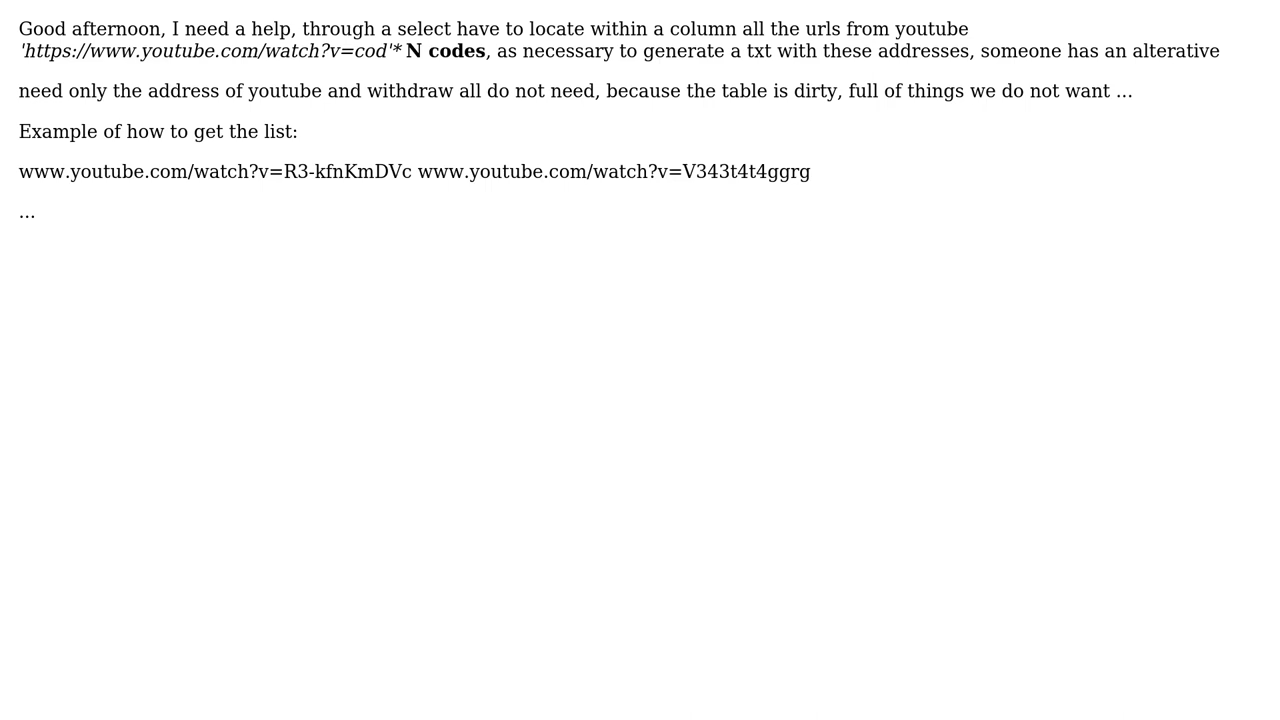 Good afternoon, I need a help, through a select have to locate within a column all the urls from youtube
'https://www.youtube.com/watch?v=cod'* N codes, as necessary to generate a txt with these addresses, someone has an alterative
need only the address of youtube and withdraw all do not need, because the table is dirty, full of things we do not want ...
Example of how to get the list:
www.youtube.com/watch?v=R3-kfnKmDVc www.youtube.com/watch?v=V343t4t4ggrg
...